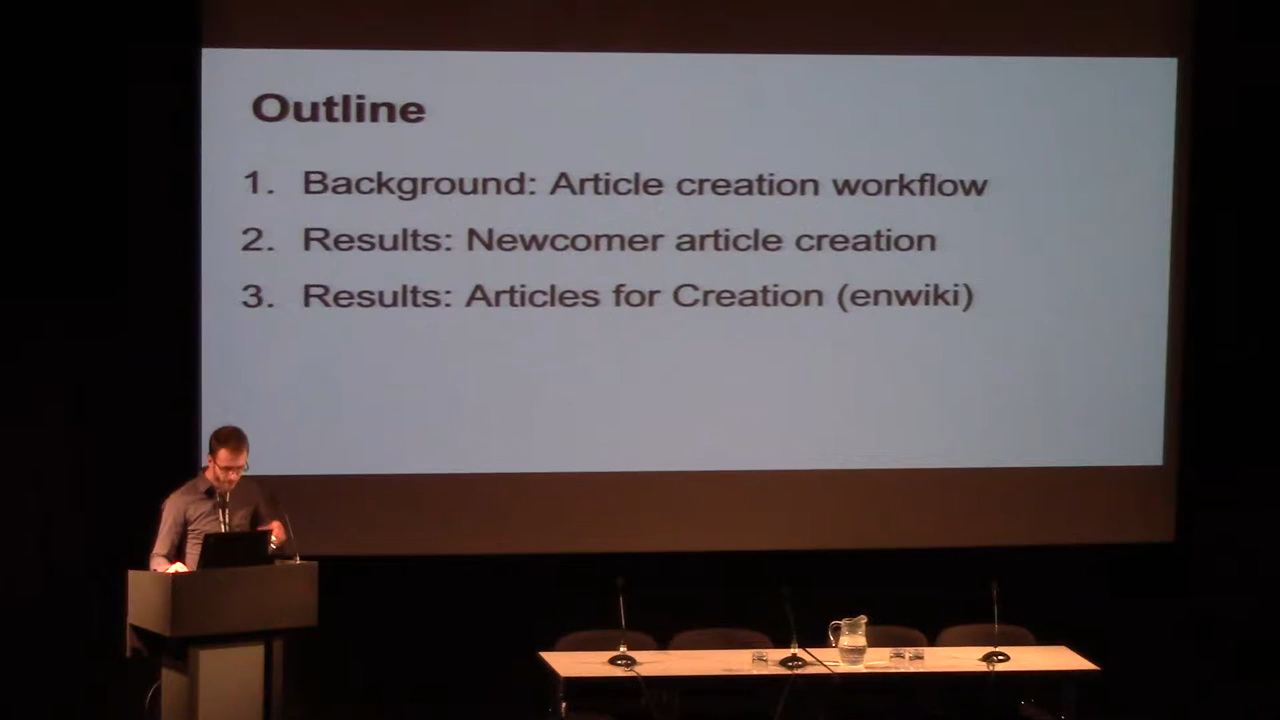 Outline
1. Background: Article creation workflow
2. Results: Newcomer article creation
3. Results: Articles for Creation (enwiki)